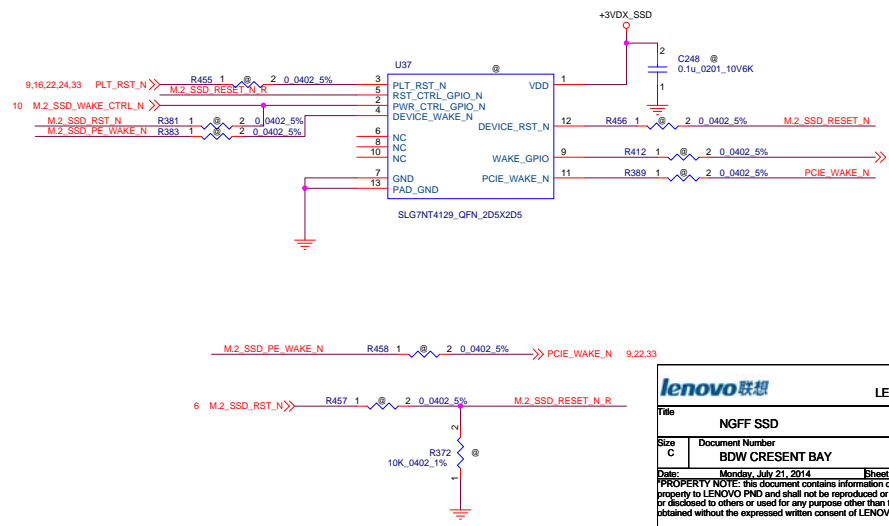 +3VDX_SSD
U37
@
C248 @
0.1u_0201_10V6K
2
1
9,16,22,24,33 PLT_RST_N R455 1 @ 2 0_0402_5% 3 PLT_RST_N VDD 1
M.2_SSD_RESET_N_R 5 RST_CTRL_GPIO_N
10 M.2_SSD_WAKE_CTRL_N 2 PWR_CTRL_GPIO_N
4 DEVICE_WAKE_N
M.2_SSD_RST_N R381 1 @ 2 0_0402_5%
M.2_SSD_PE_WAKE_N R383 1 @ 2 0_0402_5%
DEVICE_RST_N 12 R456 1 @ 2 0_0402_5% M.2_SSD_RESET_N
6 NC
8 NC
10 NC
WAKE_GPIO 9 R412 1 @ 2 0_0402_5%
7 GND
13 PAD_GND
PCIE_WAKE_N 11 R389 1 @ 2 0_0402_5% PCIE_WAKE_N
SLG7NT4129_QFN_2D5X2D5
M.2_SSD_PE_WAKE_N R458 1 @ 2 0_0402_5% PCIE_WAKE_N 9,22,33
6 M.2_SSD_RST_N R457 1 @ 2 0_0402_5% M.2_SSD_RESET_N_R
2
R372 @
10K_0402_1%
1
lenovo联想
LE
Title
NGFF SSD
Size Document Number
C BDW CRESENT BAY
Date: Monday, July 21, 2014 Sheet
"PROPERTY NOTE: this document contains information
property to LENOVO PND and shall not be reproduced or
or disclosed to others or used for any purpose other than
obtained without the expressed written consent of LENOV